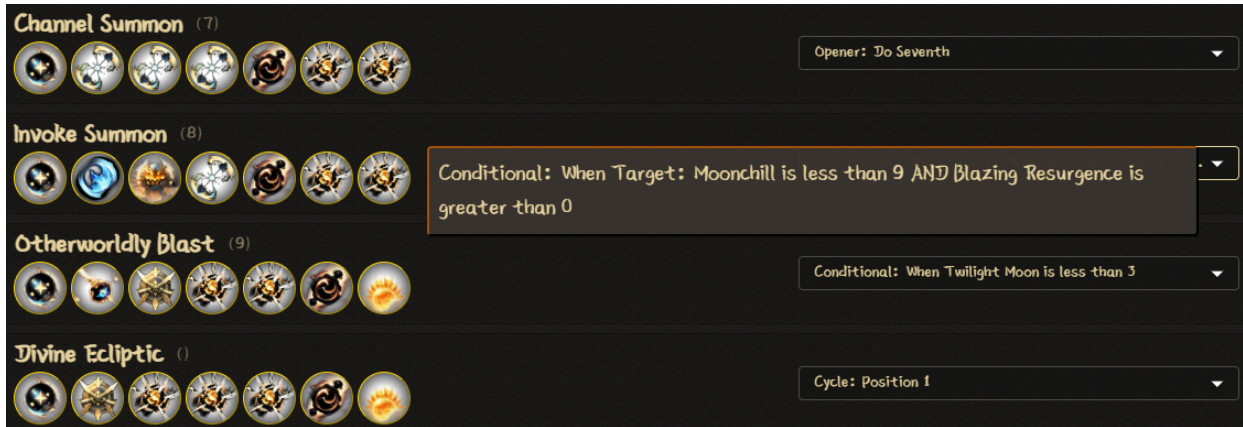 Channel Summon (7)
Opener: Do Seventh
Invoke Summon (8)
Conditional: When Target: Moonchill is less than 9 AND Blazing Resurgence is
greater than 0
.
Otherworldly Blast (9)
Conditional: When Twilight Moon is less than 3
Divine Ecliptic ()
Cycle: Position 1